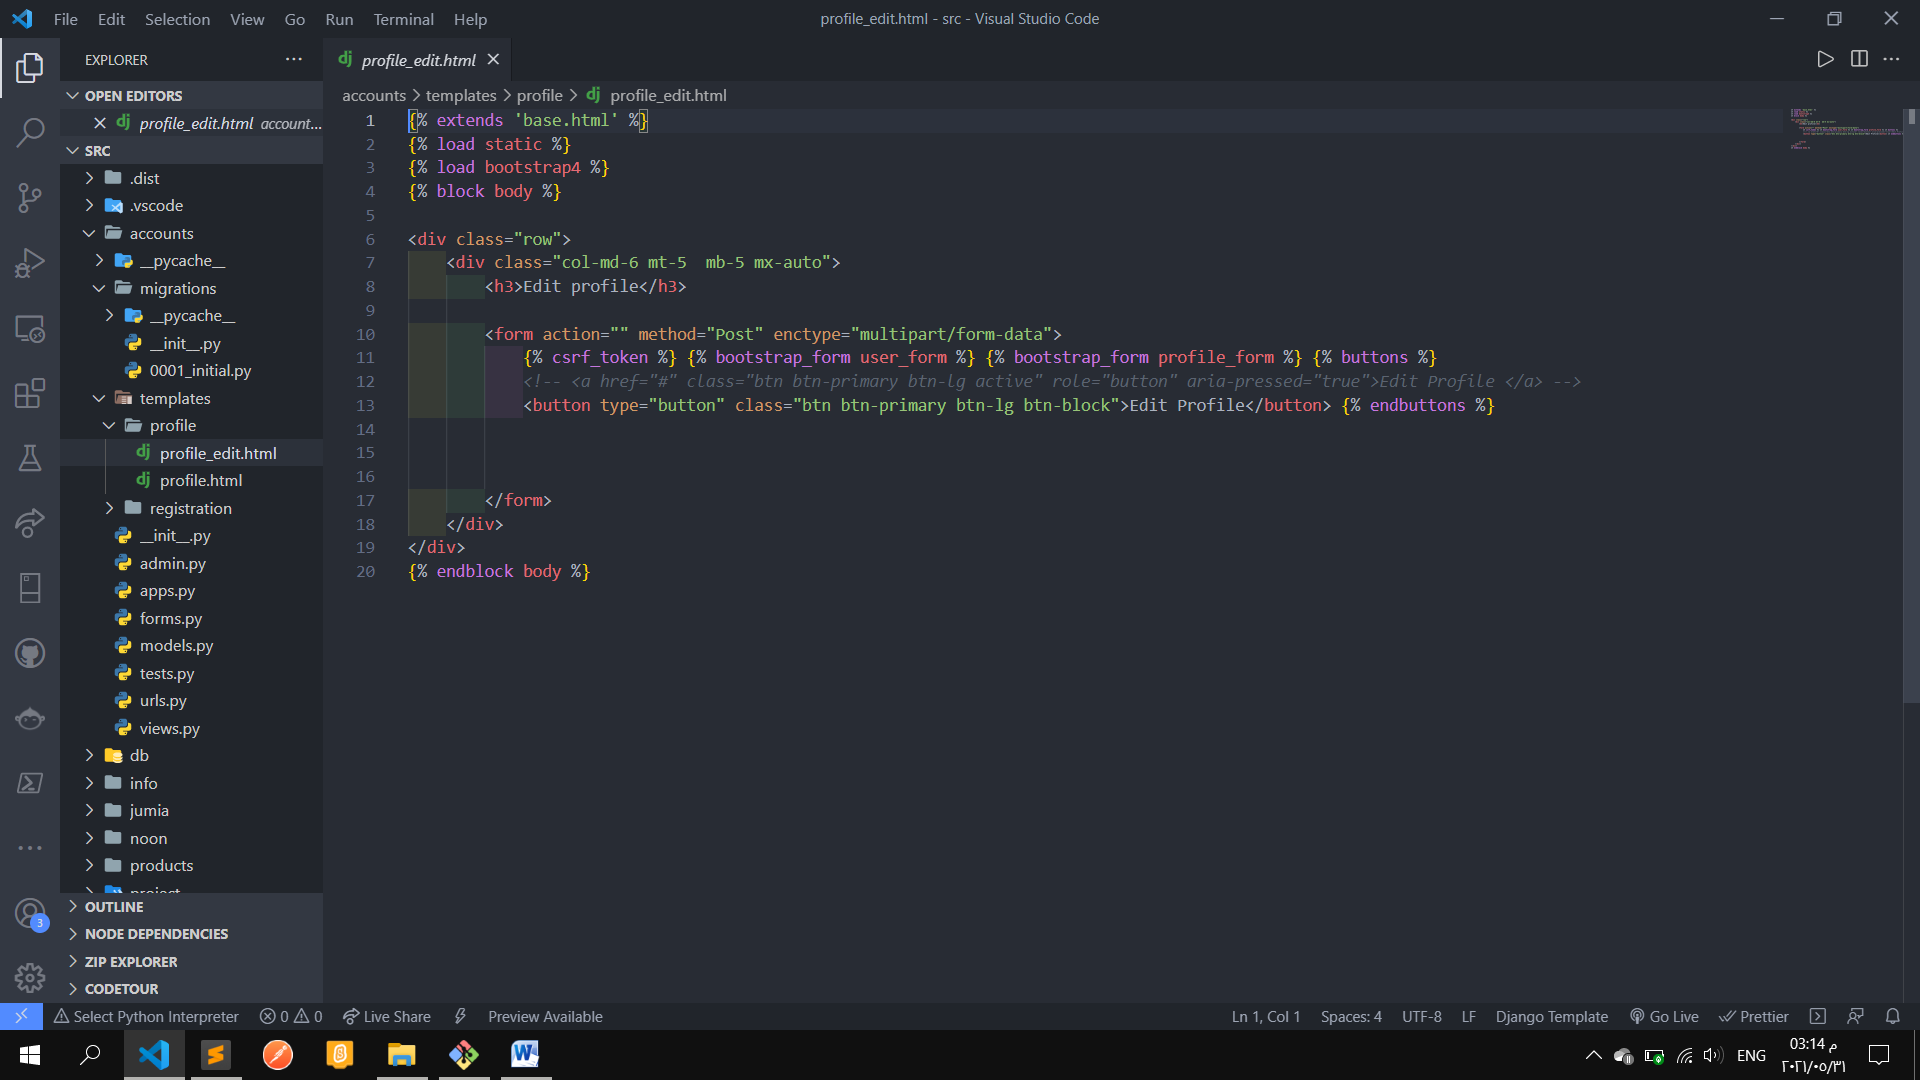 File Edit Selection View Go Run Terminal Help
profile_edit.html - src - Visual Studio Code
EXPLORER
OPEN EDITORS
profile_edit.html account...
SRC
.dist
.vscode
accounts
__pycache__
migrations
__pycache__
__init__.py
0001_initial.py
templates
profile
profile_edit.html
profile.html
registration
__init__.py
admin.py
apps.py
forms.py
models.py
tests.py
urls.py
views.py
db
info
jumia
noon
products
project
OUTLINE
NODE DEPENDENCIES
ZIP EXPLORER
CODETOUR
3
dj profile_edit.html
accounts > templates > profile > dj profile_edit.html
1 {% extends 'base.html' %}
2 {% load static %}
3 {% load bootstrap4 %}
4 {% block body %}
5
6 <div class="row">
7 <div class="col-md-6 mt-5  mb-5 mx-auto">
8 <h3>Edit profile</h3>
9
10 <form action="" method="Post" enctype="multipart/form-data">
11 {% csrf_token %} {% bootstrap_form user_form %} {% bootstrap_form profile_form %} {% buttons %}
12 <!-- <a href="#" class="btn btn-primary btn-lg active" role="button" aria-pressed="true">Edit Profile </a> -->
13 <button type="button" class="btn btn-primary btn-lg btn-block">Edit Profile</button> {% endbuttons %}
14
15
16
17 </form>
18 </div>
19 </div>
20 {% endblock body %}
Select Python Interpreter 0 0 Live Share Preview Available
Ln 1, Col 1 Spaces: 4 UTF-8 LF Django Template Go Live Prettier
ENG
03:14 م
٢٠٢١/٠٥/٣١